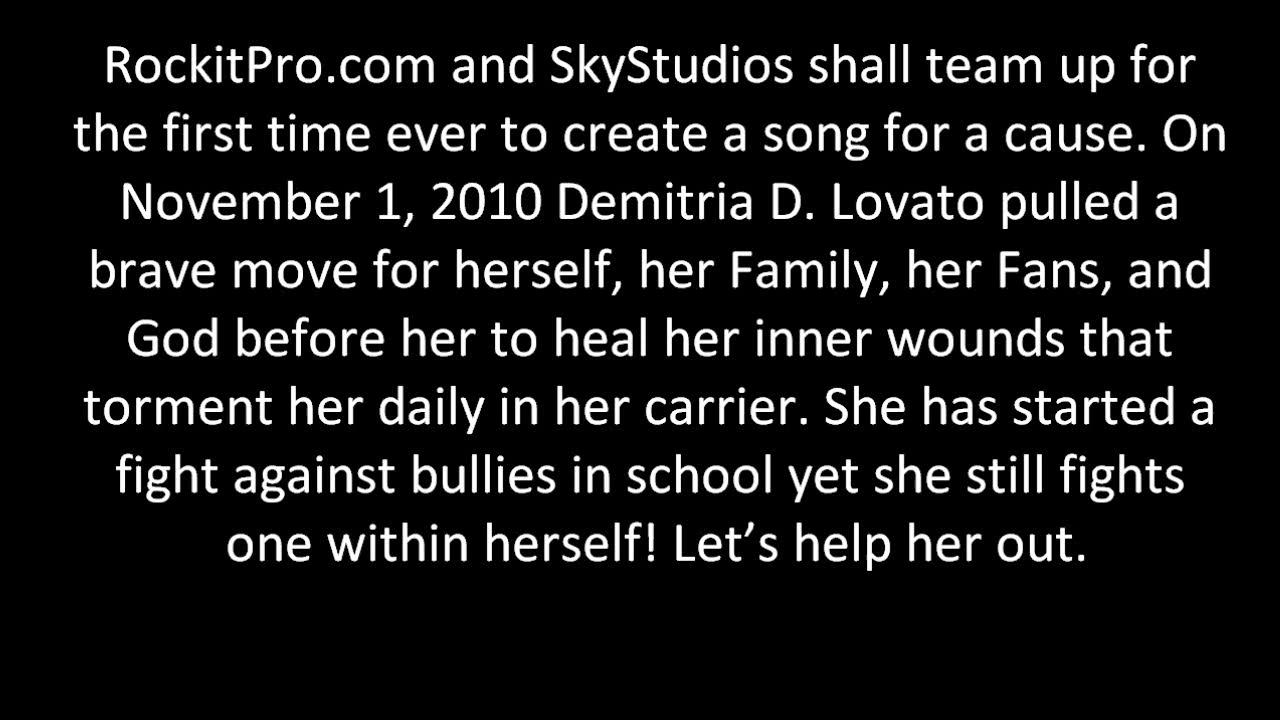 RockitPro.com and SkyStudios shall team up for
the first time ever to create a song for a cause. On
November 1, 2010 Demitria D. Lovato pulled a
brave move for herself, her Family, her Fans, and
God before her to heal her inner wounds that
torment her daily in her carrier. She has started a
fight against bullies in school yet she still fights
one within herself! Let’s help her out.